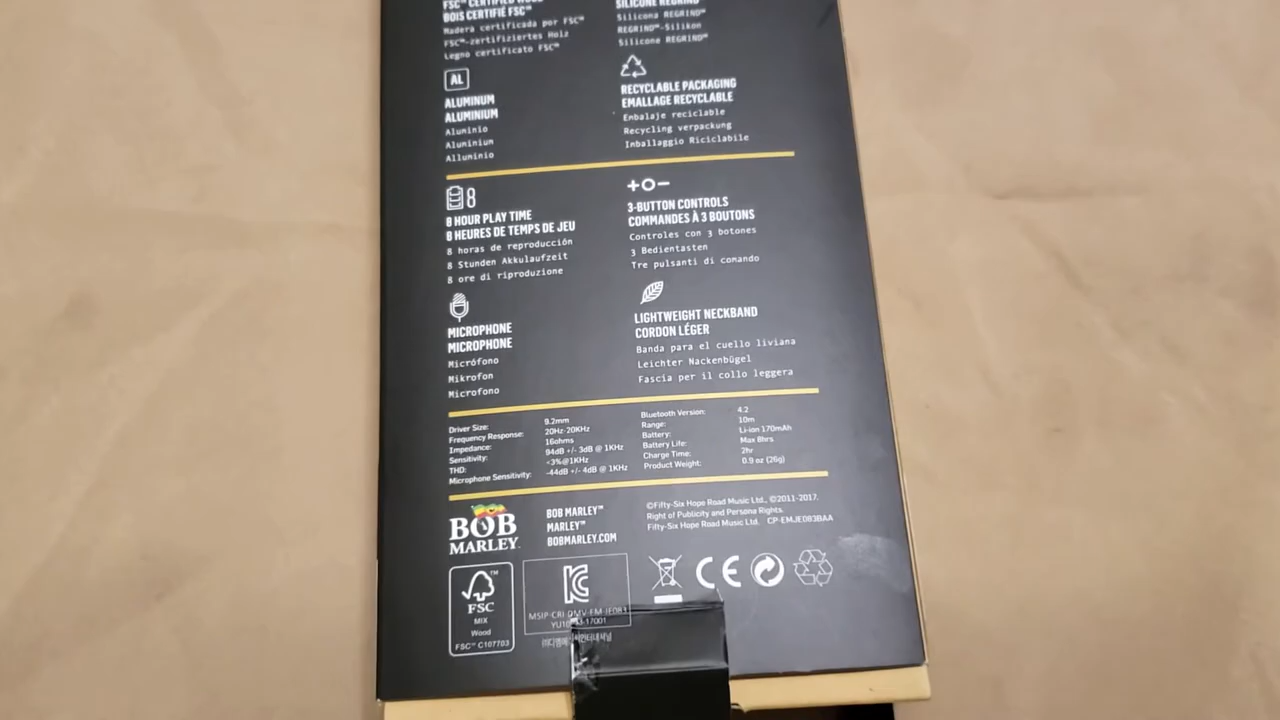 FSC™ CERTIFIED WOOD
BOIS CERTIFIÉ FSC™
Madera certificada por FSC™
FSC™-zertifiziertes Holz
Legno certificato FSC™
SILICONE REGRIND
Silicona REGRIND™
REGRIND™-Silikon
Silicone REGRIND™
AL
ALUMINUM
ALUMINIUM
Aluminio
Aluminium
Alluminio
RECYCLABLE PACKAGING
EMALLAGE RECYCLABLE
Embalaje reciclable
Recycling verpackung
Inballaggio Riciclabile
8
8 HOUR PLAY TIME
8 HEURES DE TEMPS DE JEU
8 horas de reproducción
8 Stunden Akkulaufzeit
8 ore di riproduzione
3-BUTTON CONTROLS
COMMANDES À 3 BOUTONS
Controles con 3 botones
3 Bedientasten
Tre pulsanti di comando
MICROPHONE
MICROPHONE
Micrófono
Mikrofon
Microfono
LIGHTWEIGHT NECKBAND
CORDON LÉGER
Banda para el cuello liviana
Leichter Nackenbügel
Fascia per il collo leggera
Driver Size: 9.2mm
Frequency Response: 20Hz-20KHz
Impedance: 16ohms
Sensitivity: 94dB +/- 3dB @ 1KHz
THD: <3%@1KHz
Microphone Sensitivity: -44dB +/- 4dB @ 1KHz
Bluetooth Version: 4.2
Range: 10m
Battery: Li-ion 170mAh
Battery Life: Max 8hrs
Charge Time: 2hr
Product Weight: 0.9 oz (26g)
BOB
MARLEY
BOB MARLEY™
MARLEY™
BOBMARLEY.COM
©Fifty-Six Hope Road Music Ltd., ©2011-2017.
Right of Publicity and Persona Rights.
Fifty-Six Hope Road Music Ltd. CP-EMJE083BAA
FSC™
MIX
Wood
FSC™ C107703
MSIP-CRI-DMV-EM-JE083
-17001
CE